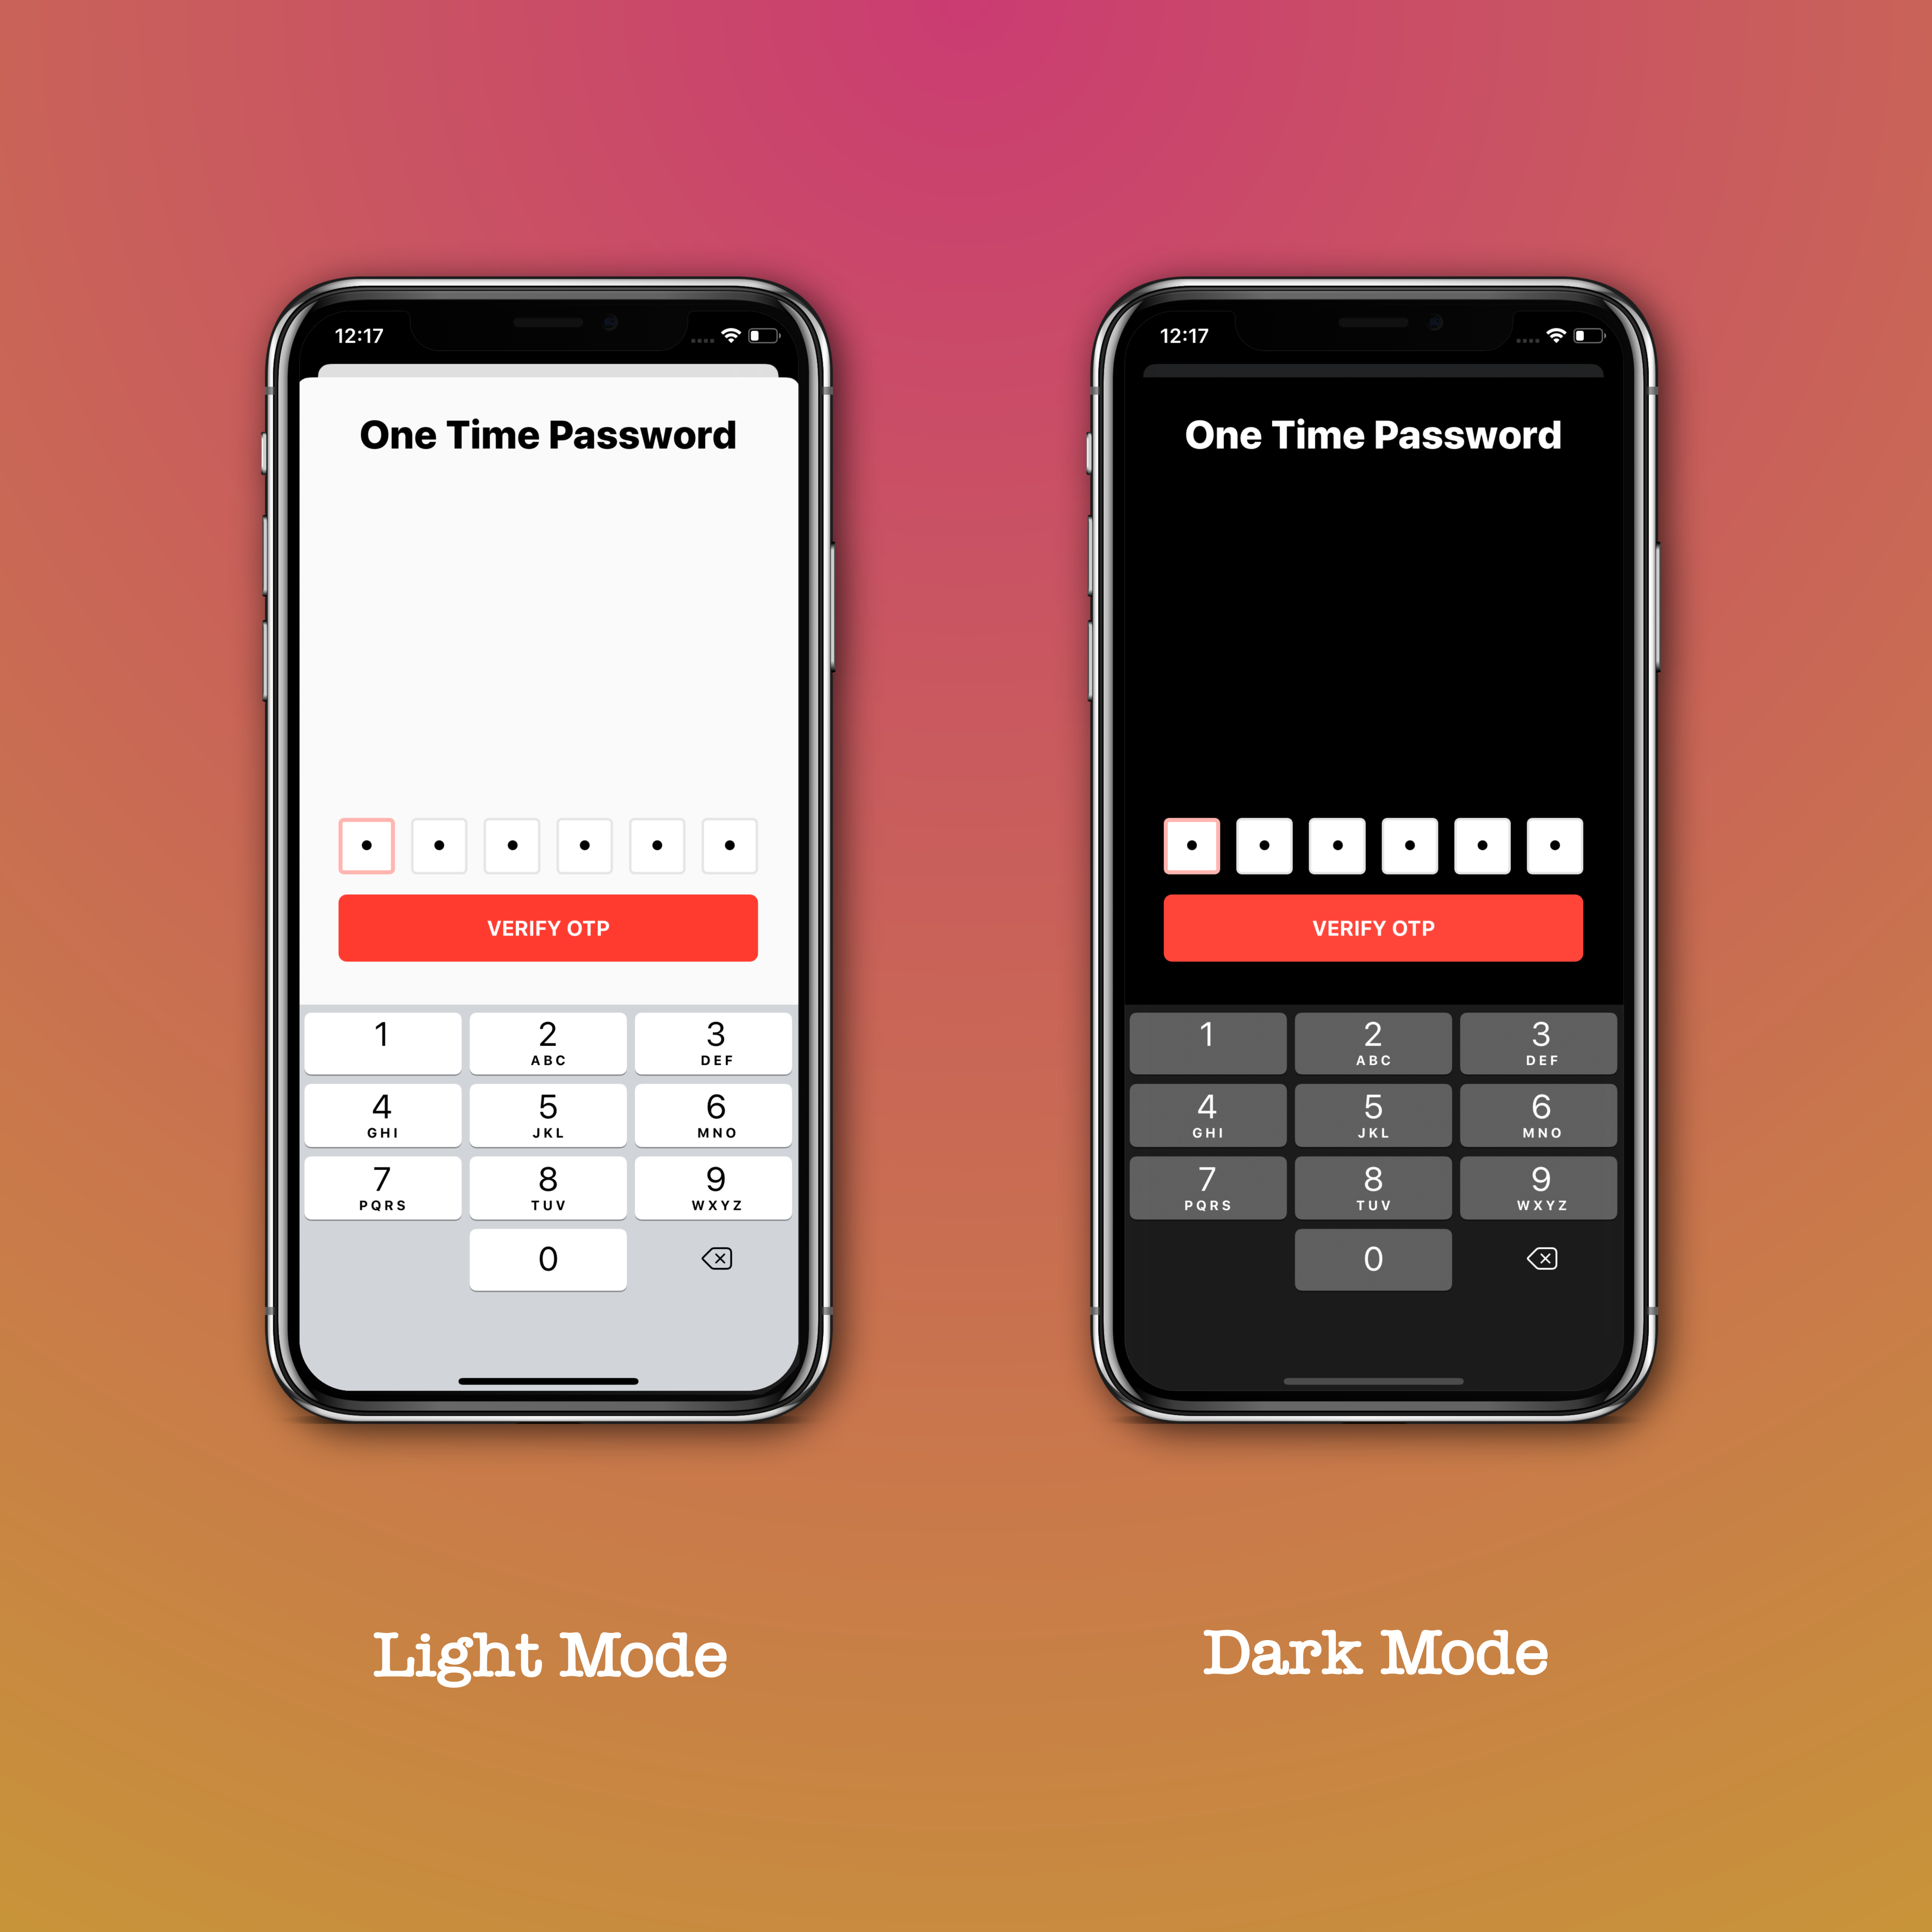 12:17
One Time Password
VERIFY OTP
1
2
ABC
3
DEF
4
GHI
5
JKL
6
MNO
7
PQRS
8
TUV
9
WXYZ
0
Light Mode
12:17
One Time Password
VERIFY OTP
1
2
ABC
3
DEF
4
GHI
5
JKL
6
MNO
7
PQRS
8
TUV
9
WXYZ
0
Dark Mode